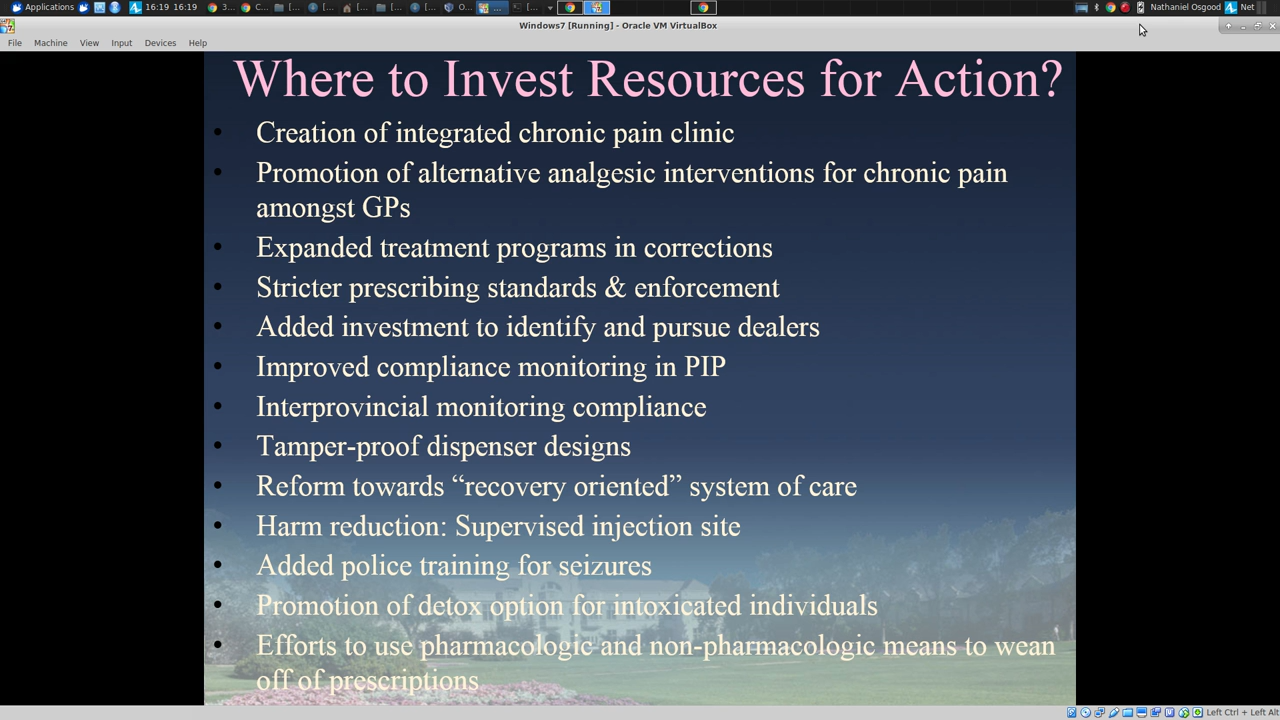 Applications
16:19 16:19
3...
C...
[...
[...
[...
[...
O...
...
[...
Nathaniel Osgood
Net
Windows7 [Running] - Oracle VM VirtualBox
File Machine View Input Devices Help
Where to Invest Resources for Action?
• Creation of integrated chronic pain clinic
• Promotion of alternative analgesic interventions for chronic pain
amongst GPs
• Expanded treatment programs in corrections
• Stricter prescribing standards & enforcement
• Added investment to identify and pursue dealers
• Improved compliance monitoring in PIP
• Interprovincial monitoring compliance
• Tamper-proof dispenser designs
• Reform towards “recovery oriented” system of care
• Harm reduction: Supervised injection site
• Added police training for seizures
• Promotion of detox option for intoxicated individuals
• Efforts to use pharmacologic and non-pharmacologic means to wean
off of prescriptions
Left Ctrl + Left Alt